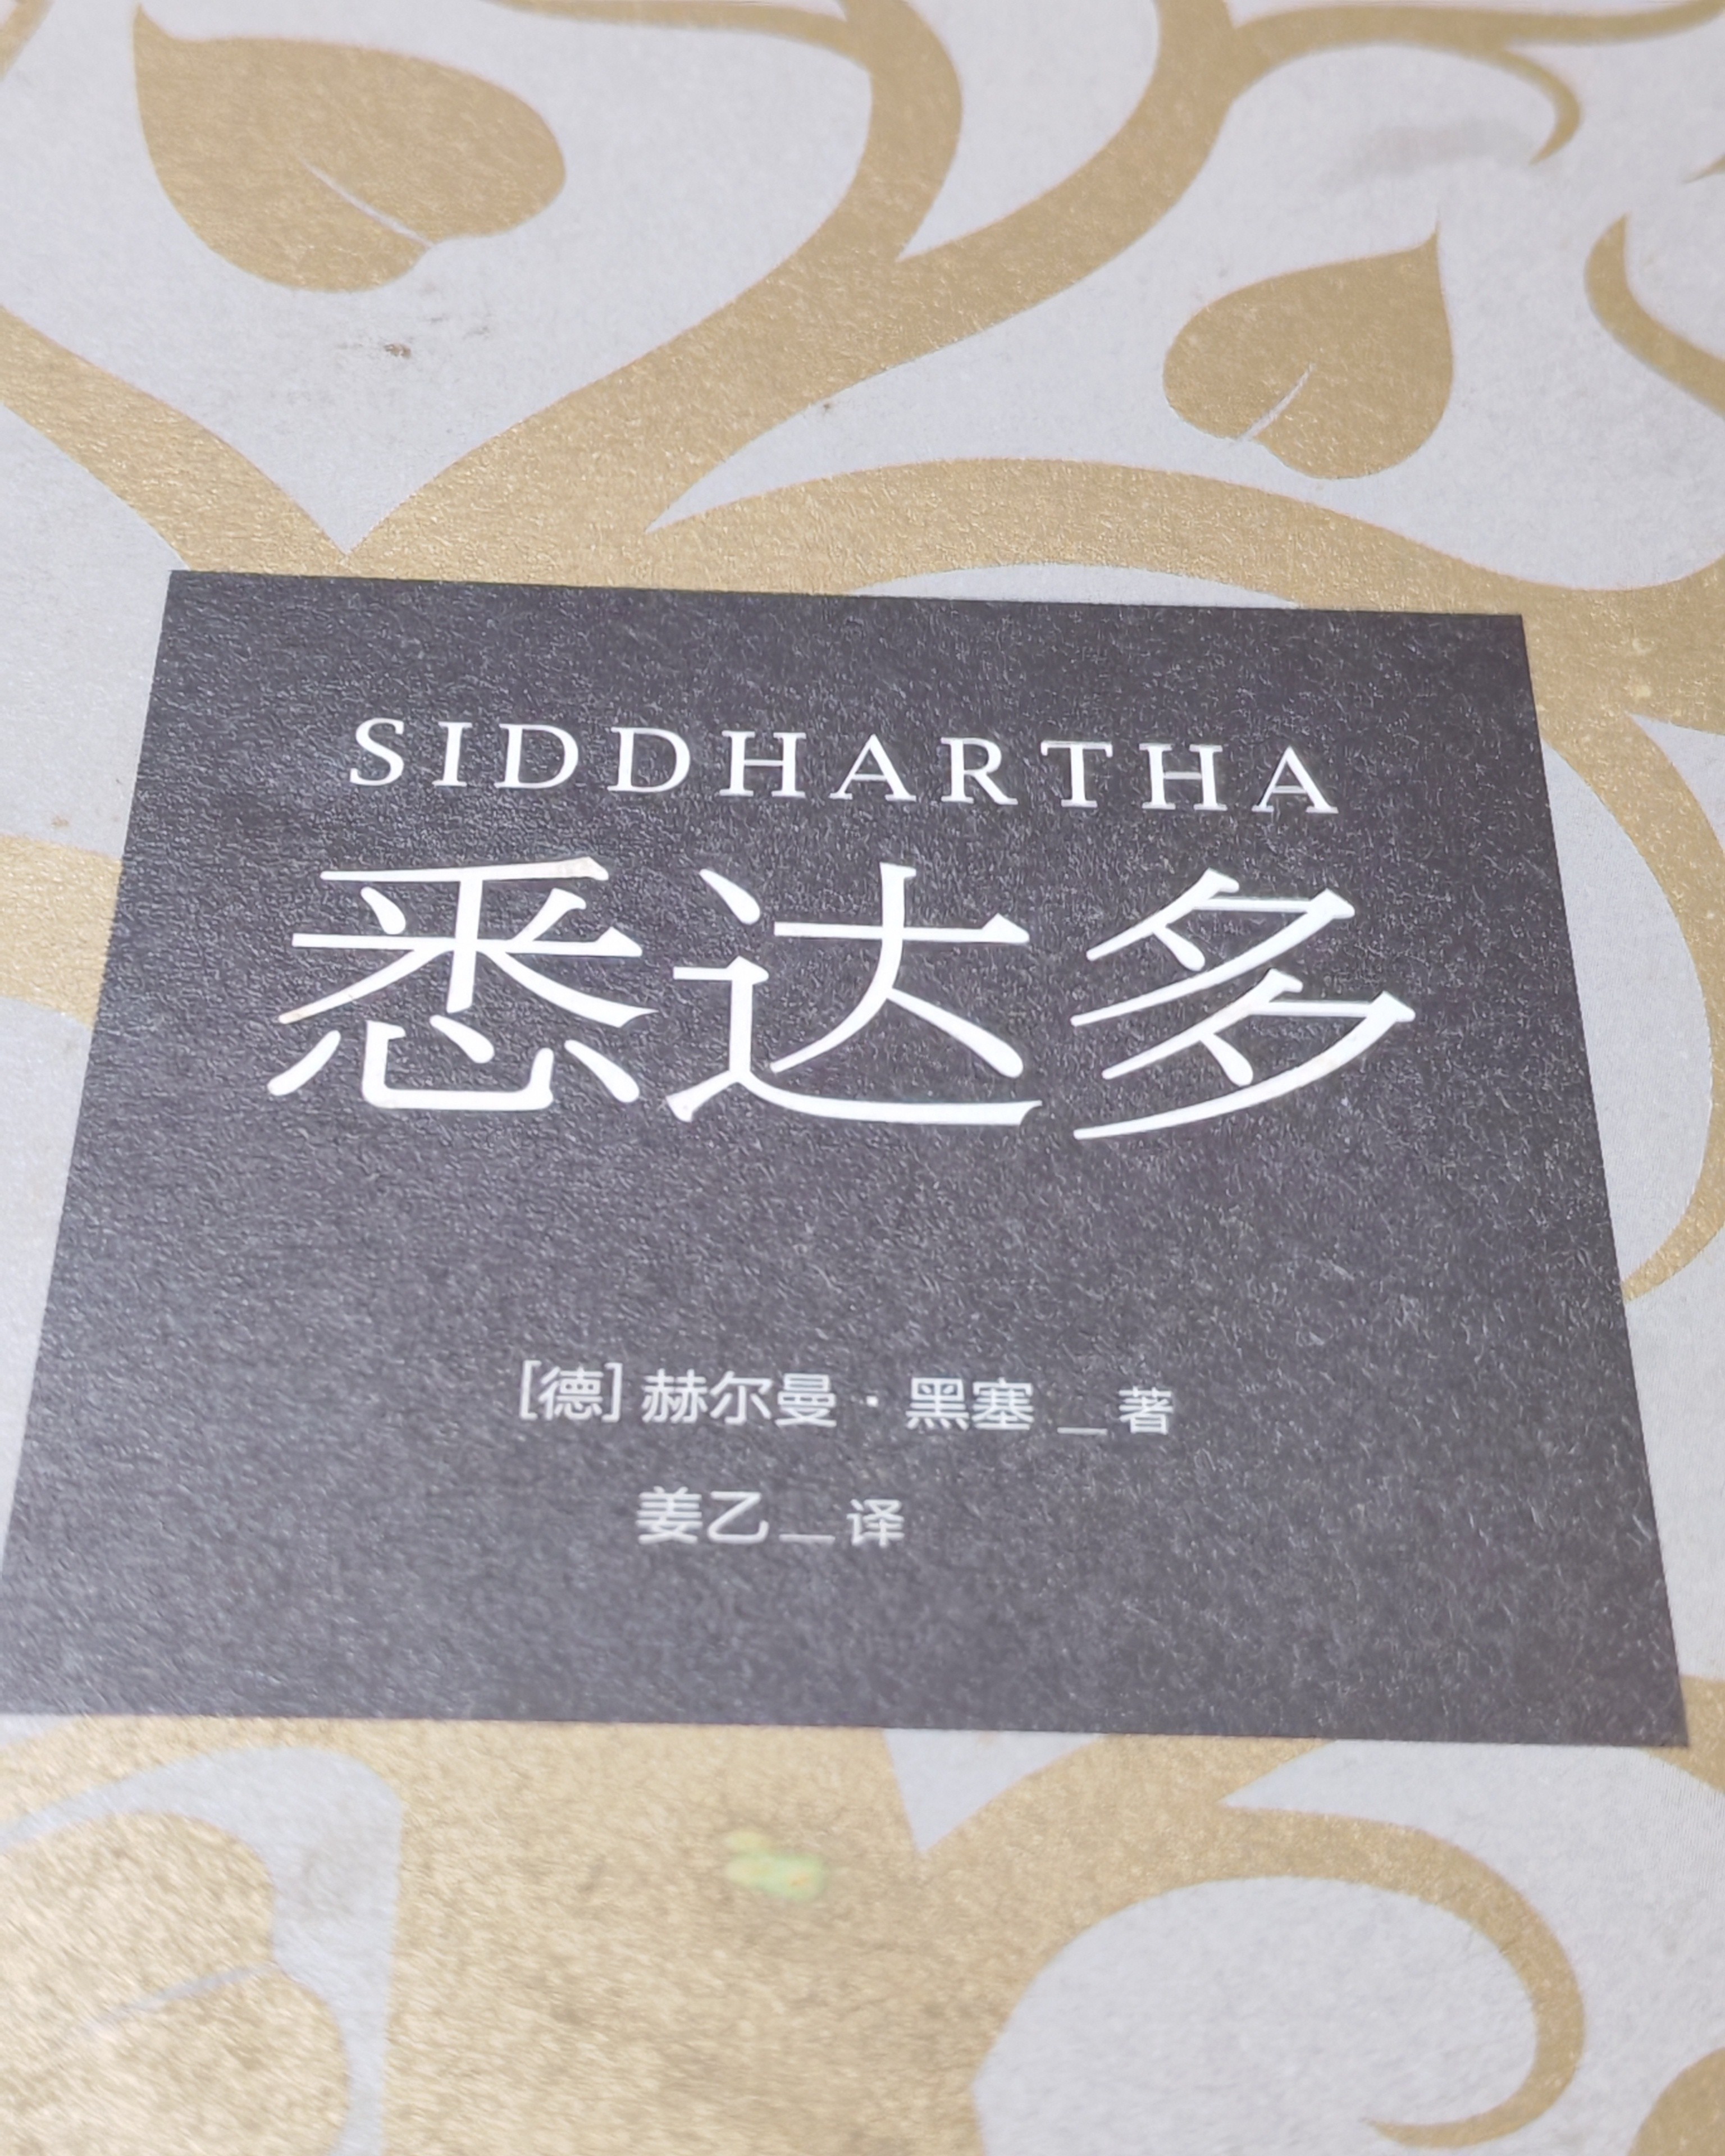 SIDDHARTHA
悉达多
[德] 赫尔曼 · 黑塞 _ 著
姜乙 _ 译